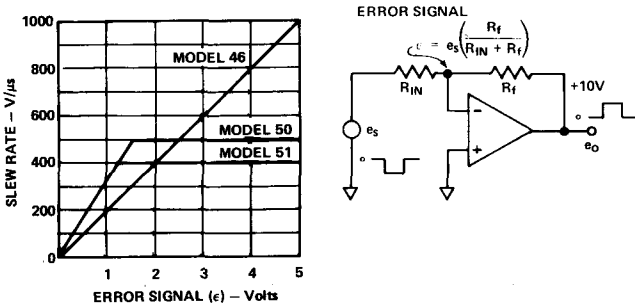 1000
800
600
400
200
0
SLEW RATE – V/μs
MODEL 46
MODEL 50
MODEL 51
1 2 3 4 5
ERROR SIGNAL (ϵ) – Volts
ERROR SIGNAL
ϵ = eS(Rf / RIN + Rf)
RIN
Rf
+10V
eS
o
–
+
o
eO